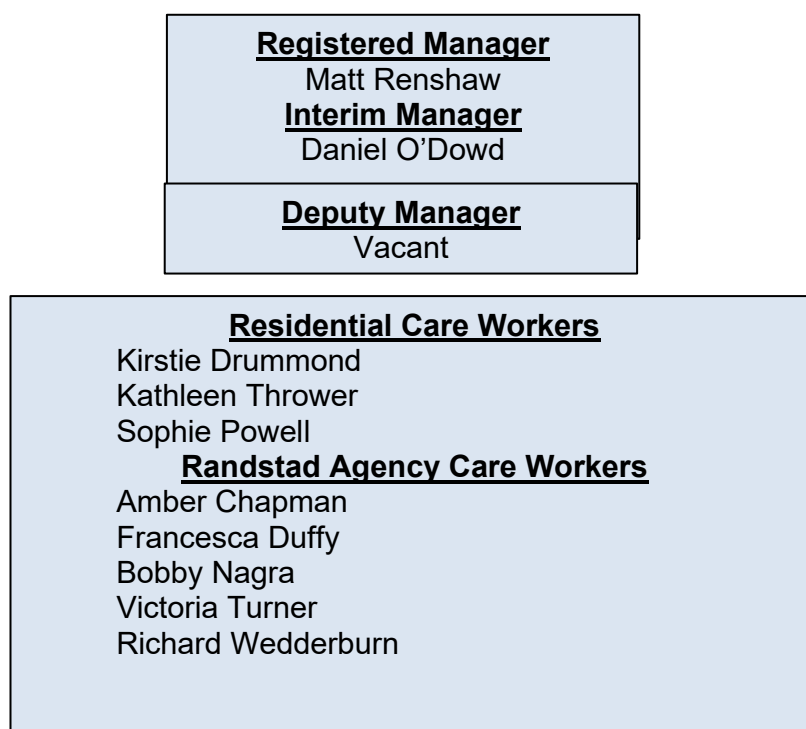 Registered Manager
Matt Renshaw
Interim Manager
Daniel O’Dowd
Deputy Manager
Vacant
Residential Care Workers
Kirstie Drummond
Kathleen Thrower
Sophie Powell
Randstad Agency Care Workers
Amber Chapman
Francesca Duffy
Bobby Nagra
Victoria Turner
Richard Wedderburn